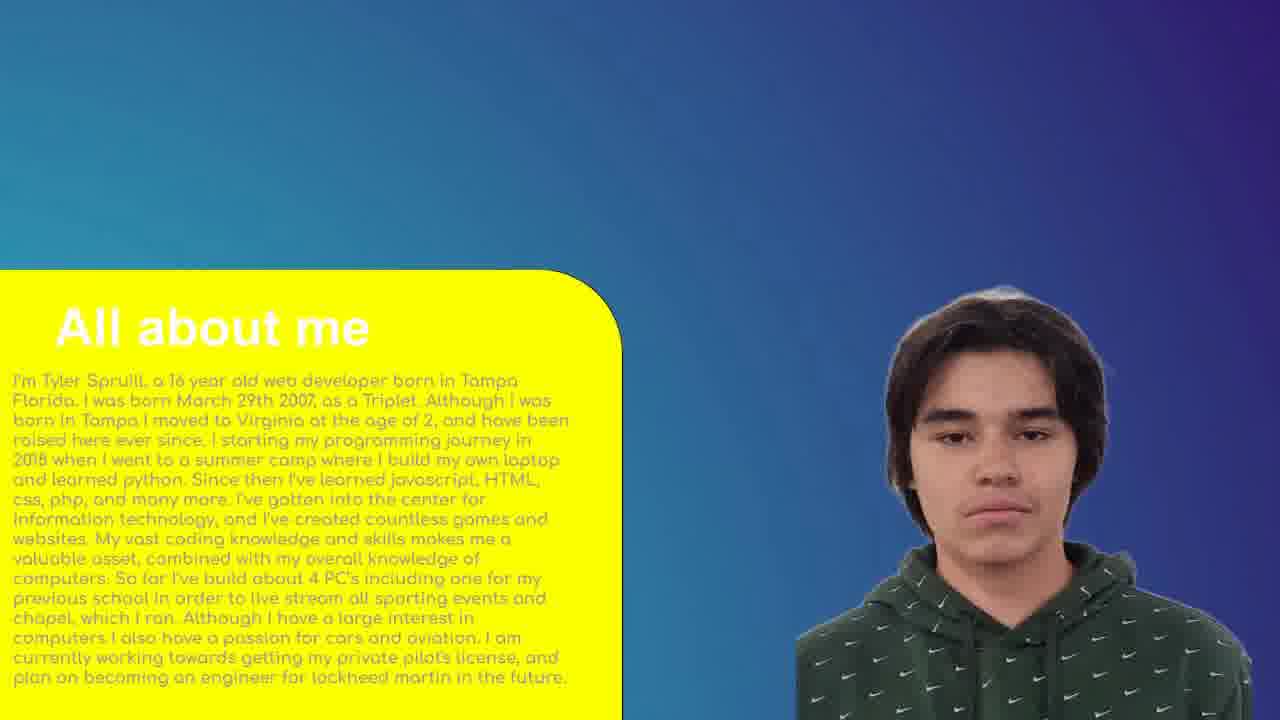 All about me
I'm Tyler Spruill, a 16 year old web developer born in Tampa
Florida. I was born March 29th 2007, as a Triplet. Although I was
born in Tampa I moved to Virginia at the age of 2, and have been
raised here ever since. I starting my programming journey in
2018 when I went to a summer camp where I build my own laptop
and learned python. Since then I've learned javascript, HTML,
css, php, and many more. I've gotten into the center for
information technology, and I've created countless games and
websites. My vast coding knowledge and skills makes me a
valuable asset, combined with my overall knowledge of
computers. So far I've build about 4 PC's including one for my
previous school in order to live stream all sporting events and
chapel, which I ran. Although I have a large interest in
computers I also have a passion for cars and aviation. I am
currently working towards getting my private pilot's license, and
plan on becoming an engineer for lockheed martin in the future.